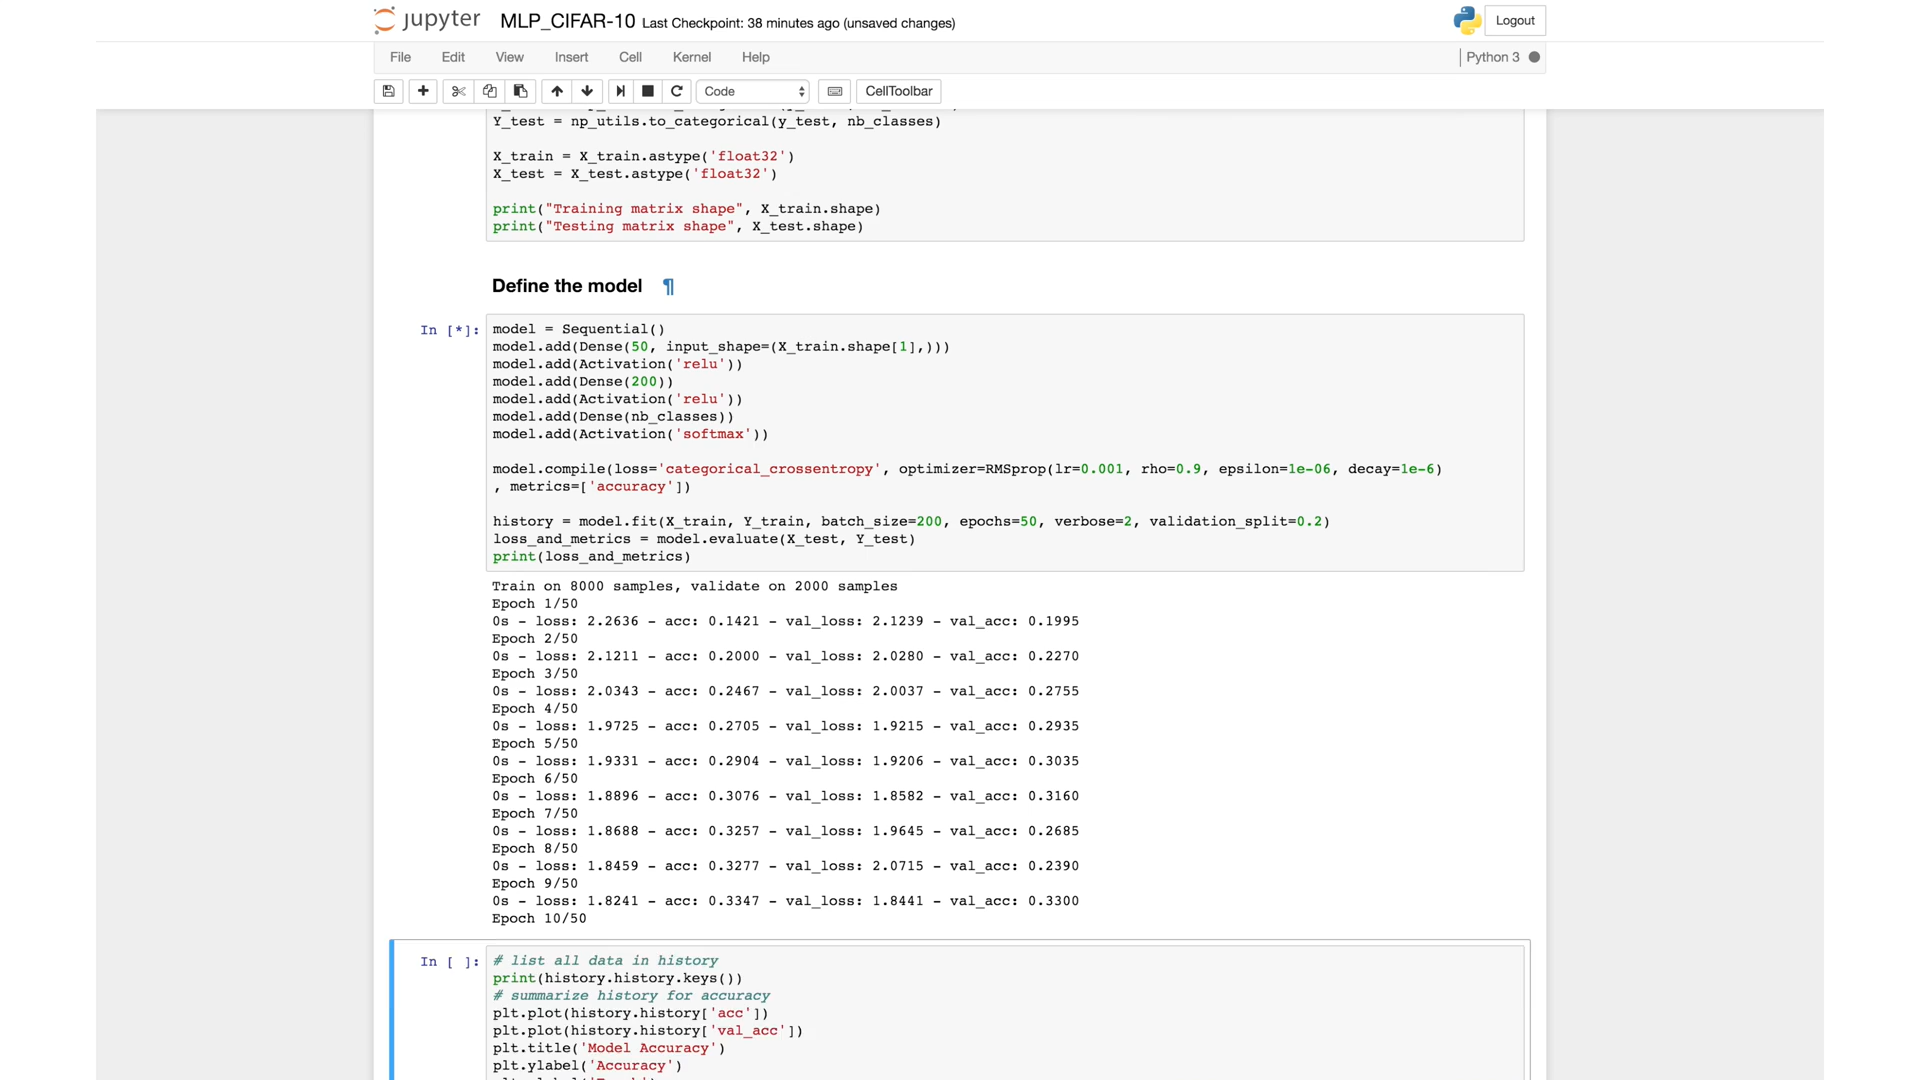 jupyter MLP_CIFAR-10 Last Checkpoint: 38 minutes ago (unsaved changes)
Logout
File Edit View Insert Cell Kernel Help
Python 3
Code
CellToolbar
Y_test = np_utils.to_categorical(y_test, nb_classes)
X_train = X_train.astype('float32')
X_test = X_test.astype('float32')
print("Training matrix shape", X_train.shape)
print("Testing matrix shape", X_test.shape)
Define the model ¶
In [*]:
model = Sequential()
model.add(Dense(50, input_shape=(X_train.shape[1],)))
model.add(Activation('relu'))
model.add(Dense(200))
model.add(Activation('relu'))
model.add(Dense(nb_classes))
model.add(Activation('softmax'))
model.compile(loss='categorical_crossentropy', optimizer=RMSprop(lr=0.001, rho=0.9, epsilon=1e-06, decay=1e-6)
, metrics=['accuracy'])
history = model.fit(X_train, Y_train, batch_size=200, epochs=50, verbose=2, validation_split=0.2)
loss_and_metrics = model.evaluate(X_test, Y_test)
print(loss_and_metrics)
Train on 8000 samples, validate on 2000 samples
Epoch 1/50
0s - loss: 2.2636 - acc: 0.1421 - val_loss: 2.1239 - val_acc: 0.1995
Epoch 2/50
0s - loss: 2.1211 - acc: 0.2000 - val_loss: 2.0280 - val_acc: 0.2270
Epoch 3/50
0s - loss: 2.0343 - acc: 0.2467 - val_loss: 2.0037 - val_acc: 0.2755
Epoch 4/50
0s - loss: 1.9725 - acc: 0.2705 - val_loss: 1.9215 - val_acc: 0.2935
Epoch 5/50
0s - loss: 1.9331 - acc: 0.2904 - val_loss: 1.9206 - val_acc: 0.3035
Epoch 6/50
0s - loss: 1.8896 - acc: 0.3076 - val_loss: 1.8582 - val_acc: 0.3160
Epoch 7/50
0s - loss: 1.8688 - acc: 0.3257 - val_loss: 1.9645 - val_acc: 0.2685
Epoch 8/50
0s - loss: 1.8459 - acc: 0.3277 - val_loss: 2.0715 - val_acc: 0.2390
Epoch 9/50
0s - loss: 1.8241 - acc: 0.3347 - val_loss: 1.8441 - val_acc: 0.3300
Epoch 10/50
In [ ]:
# list all data in history
print(history.history.keys())
# summarize history for accuracy
plt.plot(history.history['acc'])
plt.plot(history.history['val_acc'])
plt.title('Model Accuracy')
plt.ylabel('Accuracy')